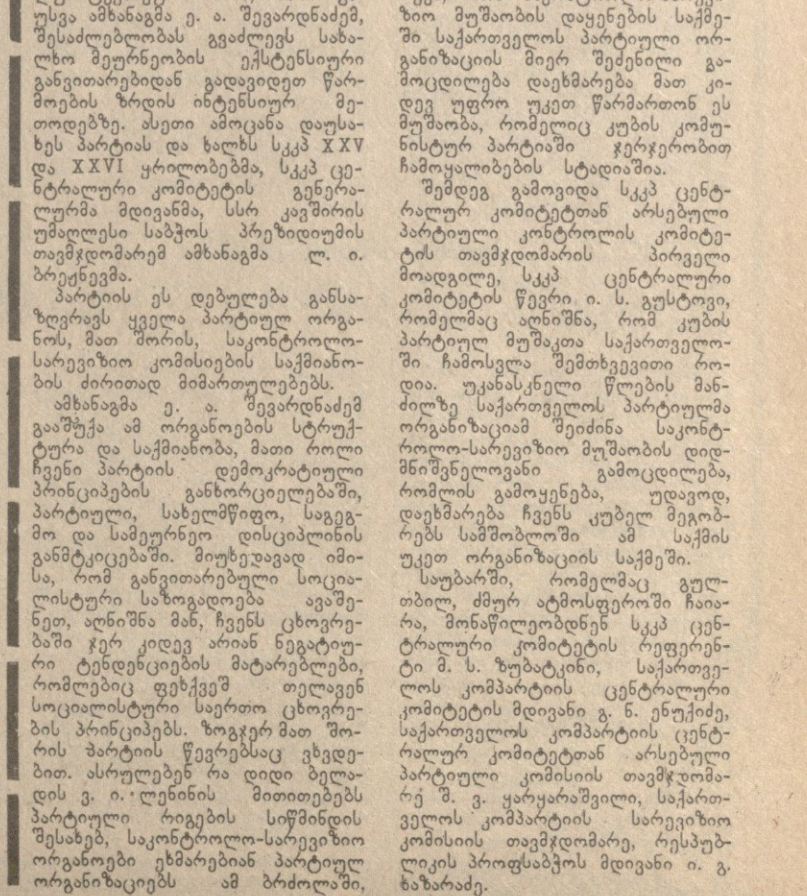 უსვა ამხანაგმა ე. ა. შევარდნაძემ,
შესაძლებლობას გვაძლევს სახა-
ლხო მეურნეობის ექსტენსიური
განვითარებიდან გადავიდეთ წარ-
მოების ზრდის ინტენსიურ მე-
თოდებზე. ასეთი ამოცანა დაუსა-
ხეს პარტიას და ხალხს სკკპ XXV
და XXVI ყრილობებმა, სკკპ ცე-
ნტრალური კომიტეტის გენერა-
ლურმა მდივანმა, სსრ კავშირის
უმაღლესი საბჭოს პრეზიდიუმის
თავმჯდომარემ ამხანაგმა ლ. ი.
ბრეჟნევმა.
პარტიის ეს დებულება განსა-
ზღვრავს ყველა პარტიულ ორგა-
ნოს, მათ შორის, საკონტროლო-
სარევიზიო კომისიების საქმიანო-
ბის ძირითად მიმართულებებს.
ამხანაგმა ე. ა. შევარდნაძემ
გააშუქა ამ ორგანოების სტრუქ-
ტურა და საქმიანობა, მათი როლი
ჩვენი პარტიის დემოკრატიული
პრინციპების განხორციელებაში,
პარტიული, სახელმწიფო, საგეგ-
მო და სამეურნეო დისციპლინის
განმტკიცებაში. მიუხედავად იმი-
სა, რომ განვითარებული სოცია-
ლისტური საზოგადოება ავაშე-
ნეთ, აღნიშნა მან, ჩვენს ცხოვრე-
ბაში ჯერ კიდევ არიან ნეგატიუ-
რი ტენდენციების მატარებლები,
რომლებიც ფეხქვეშ თელავენ
სოციალისტური საერთო ცხოვრე-
ბის პრინციპებს. ზოგჯერ მათ შო-
რის პარტიის წევრებსაც ვხვდე-
ბით. ასრულებენ რა დიდი ბელა-
დის ვ. ი. ლენინის მითითებებს
პარტიული რიგების სიწმინდის
შესახებ, საკონტროლო-სარევიზიო
ორგანოები ეხმარებიან პარტიულ
ორგანიზაციებს ამ ბრძოლაში,
ზიო მუშაობის დაყენების საქმე-
ში საქართველოს პარტიული ორ-
განიზაციის მიერ შეძენილი გა-
მოცდილება დაეხმარება მათ კი-
დევ უფრო უკეთ წარმართონ ეს
მუშაობა, რომელიც კუბის კომუ-
ნისტურ პარტიაში ჯერჯერობით
ჩამოყალიბების სტადიაშია.
შემდეგ გამოვიდა სკკპ ცენტ-
რალურ კომიტეტთან არსებული
პარტიული კონტროლის კომიტე-
ტის თავმჯდომარის პირველი
მოადგილე, სკკპ ცენტრალური
კომიტეტის წევრი ი. ს. გუსტოვი,
რომელმაც აღნიშნა, რომ კუბის
პარტიულ მუშაკთა საქართველო-
ში ჩამოსვლა შემთხვევითი რო-
დია. უკანასკნელი წლების მან-
ძილზე საქართველოს პარტიულმა
ორგანიზაციამ შეიძინა საკონტ-
როლო-სარევიზიო მუშაობის დიდ-
მნიშვნელოვანი გამოცდილება,
რომლის გამოყენება, უდავოდ,
დაეხმარება ჩვენს კუბელ მეგობ-
რებს სამშობლოში ამ საქმის
უკეთ ორგანიზაციის საქმეში.
საუბარში, რომელმაც გულ-
თბილ, ძმურ ატმოსფეროში ჩაია-
რა, მონაწილეობდნენ სკკპ ცენ-
ტრალური კომიტეტის რეფერენ-
ტი მ. ს. ზუბატკინი, საქართვე-
ლოს კომპარტიის ცენტრალური
კომიტეტის მდივანი გ. ნ. ენუქიძე,
საქართველოს კომპარტიის ცენტ-
რალურ კომიტეტთან არსებული
პარტიული კომისიის თავმჯდომა-
რე შ. ვ. ყარყარაშვილი, საქართ-
ველოს კომპარტიის სარევიზიო
კომისიის თავმჯდომარე, რესპუბ-
ლიკის პროფსაბჭოს მდივანი ი. გ.
ხაზარაძე.